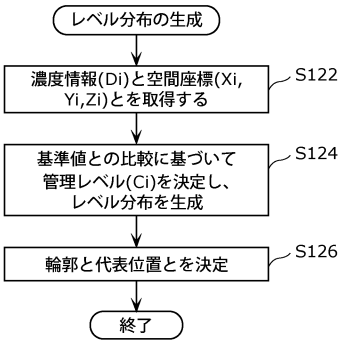 レベル分布の生成
濃度情報(Di)と空間座標(Xi,
Yi,Zi)とを取得する
S122
基準値との比較に基づいて
管理レベル(Ci)を決定し、
レベル分布を生成
S124
輪郭と代表位置とを決定
S126
終了